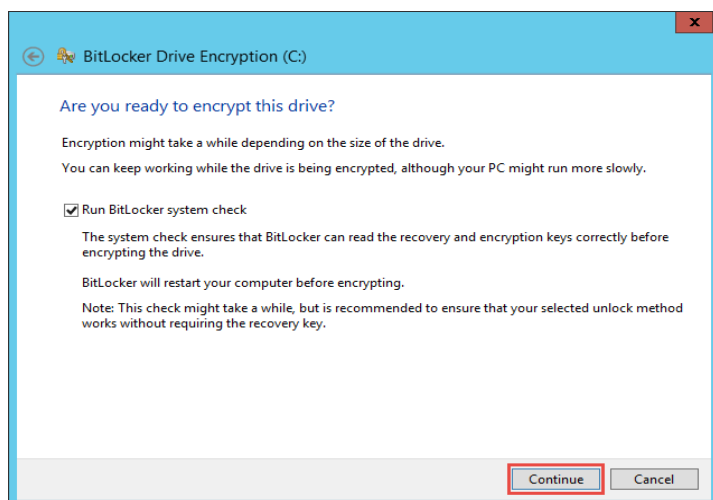 x
BitLocker Drive Encryption (C:)
Are you ready to encrypt this drive?
Encryption might take a while depending on the size of the drive.
You can keep working while the drive is being encrypted, although your PC might run more slowly.
Run BitLocker system check
The system check ensures that BitLocker can read the recovery and encryption keys correctly before
encrypting the drive.
BitLocker will restart your computer before encrypting.
Note: This check might take a while, but is recommended to ensure that your selected unlock method
works without requiring the recovery key.
Continue
Cancel